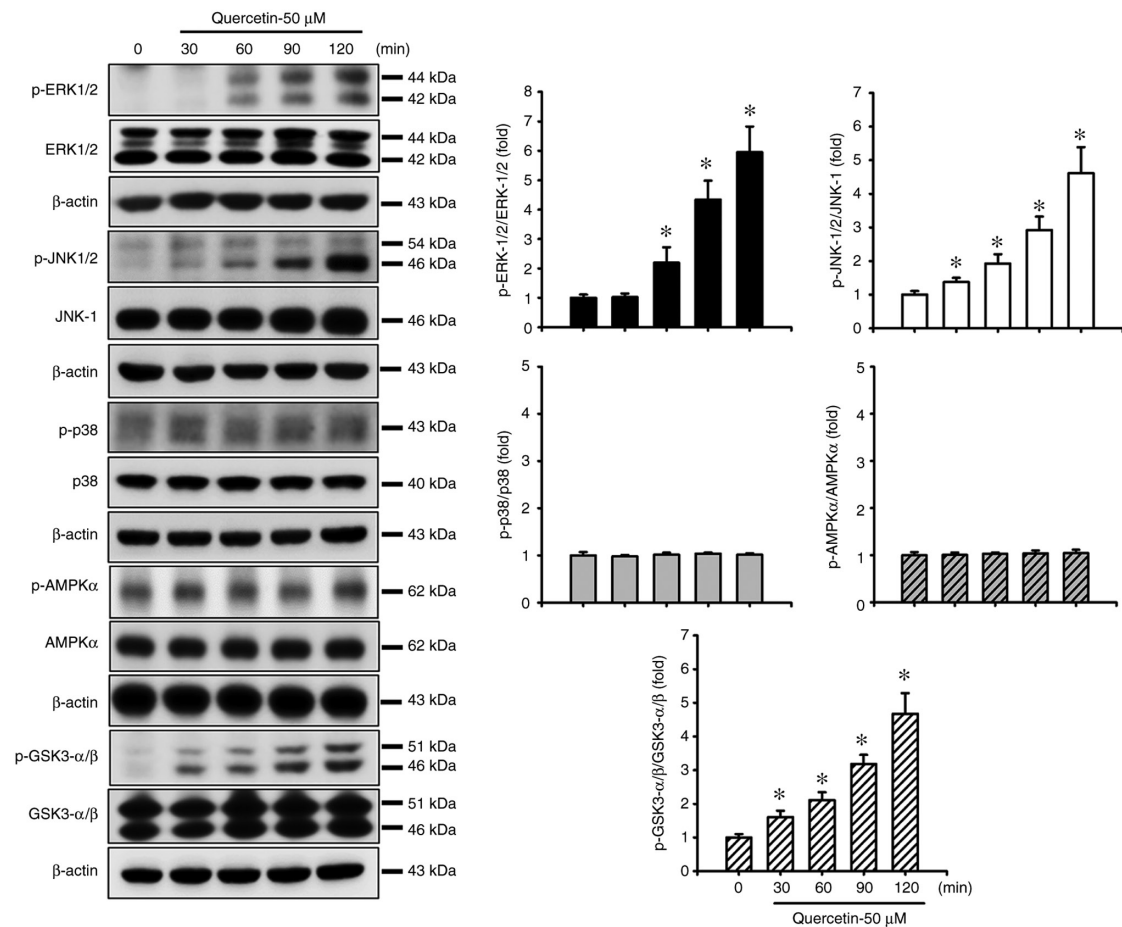 Quercetin-50 μM
0 30 60 90 120 (min)
p-ERK1/2
44 kDa
42 kDa
ERK1/2
44 kDa
42 kDa
β-actin
43 kDa
p-JNK1/2
54 kDa
46 kDa
JNK-1
46 kDa
β-actin
43 kDa
p-p38
43 kDa
p38
40 kDa
β-actin
43 kDa
p-AMPKα
62 kDa
AMPKα
62 kDa
β-actin
43 kDa
p-GSK3-α/β
51 kDa
46 kDa
GSK3-α/β
51 kDa
46 kDa
β-actin
43 kDa
p-ERK-1/2/ERK-1/2 (fold)
8
7
6
5
4
3
2
1
0
* * *
p-JNK-1/2/JNK-1 (fold)
7
6
5
4
3
2
1
0
* * * *
p-p38/p38 (fold)
5
4
3
2
1
0
p-AMPKα/AMPKα (fold)
5
4
3
2
1
0
p-GSK3-α/β/GSK3-α/β (fold)
7
6
5
4
3
2
1
0
* * * *
0 30 60 90 120 (min)
Quercetin-50 μM